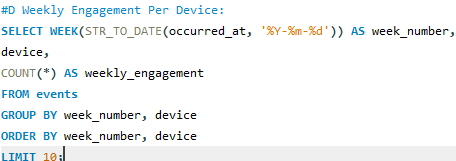 #D Weekly Engagement Per Device:
SELECT WEEK(STR_TO_DATE(occurred_at, '%Y-%m-%d')) AS week_number,
device,
COUNT(*) AS weekly_engagement
FROM events
GROUP BY week_number, device
ORDER BY week_number, device
LIMIT 10;